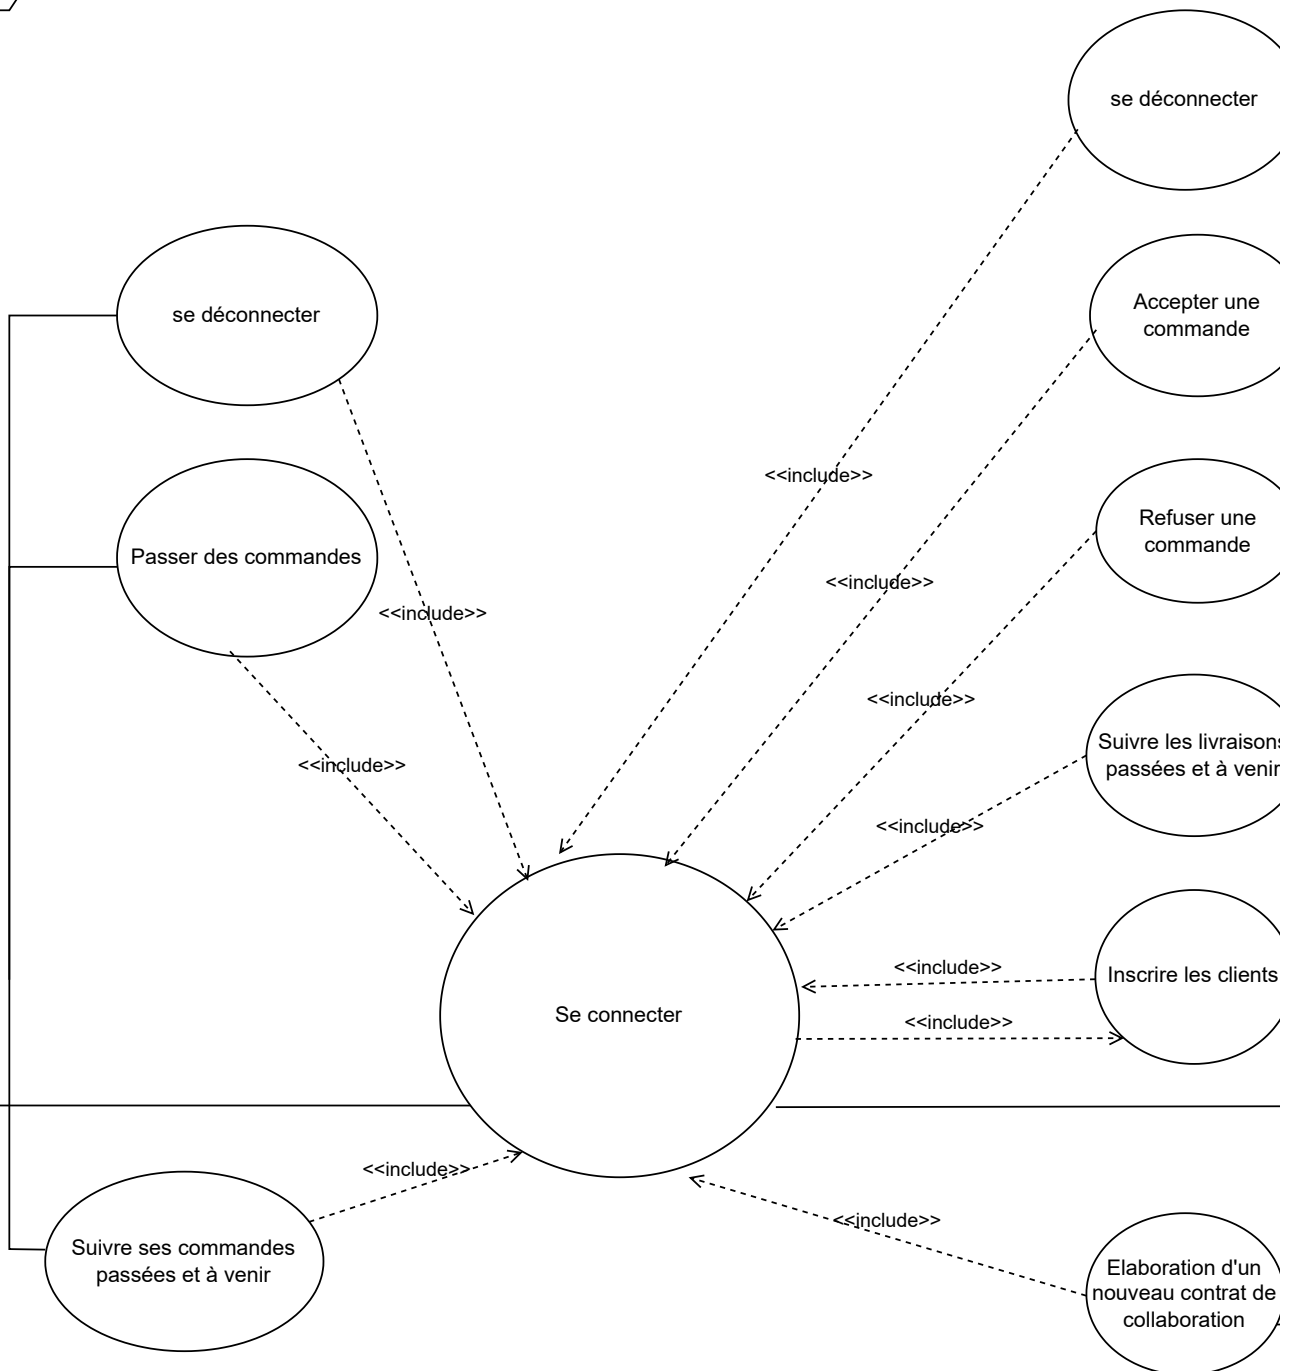 se déconnecter
se déconnecter
Accepter une
commande
<<include>>
Passer des commandes
Refuser une
commande
<<include>>
<<include>>
<<include>>
<<include>>
Suivre les livraisons
passées et à venir
<<include>>
<<include>>
Se connecter
Inscrire les clients
<<include>>
<<include>>
<<include>>
Suivre ses commandes
passées et à venir
<<include>>
Elaboration d'un
nouveau contrat de
collaboration